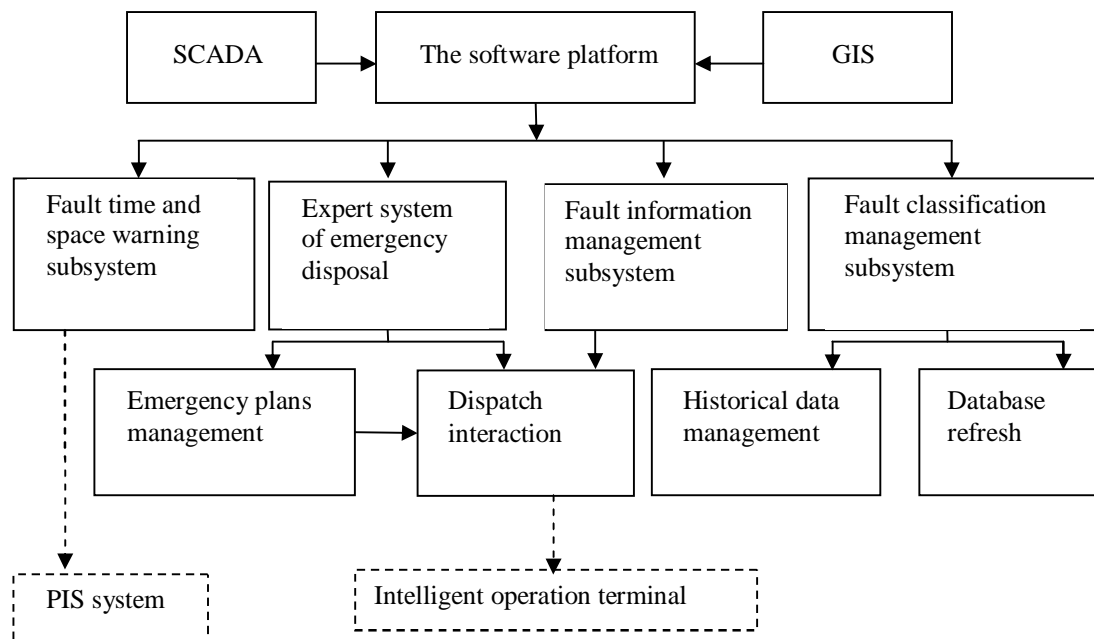 SCADA
The software platform
GIS
Fault time and
space warning
subsystem
Expert system
of emergency
disposal
Fault information
management
subsystem
Fault classification
management
subsystem
Emergency plans
management
Dispatch
interaction
Historical data
management
Database
refresh
PIS system
Intelligent operation terminal